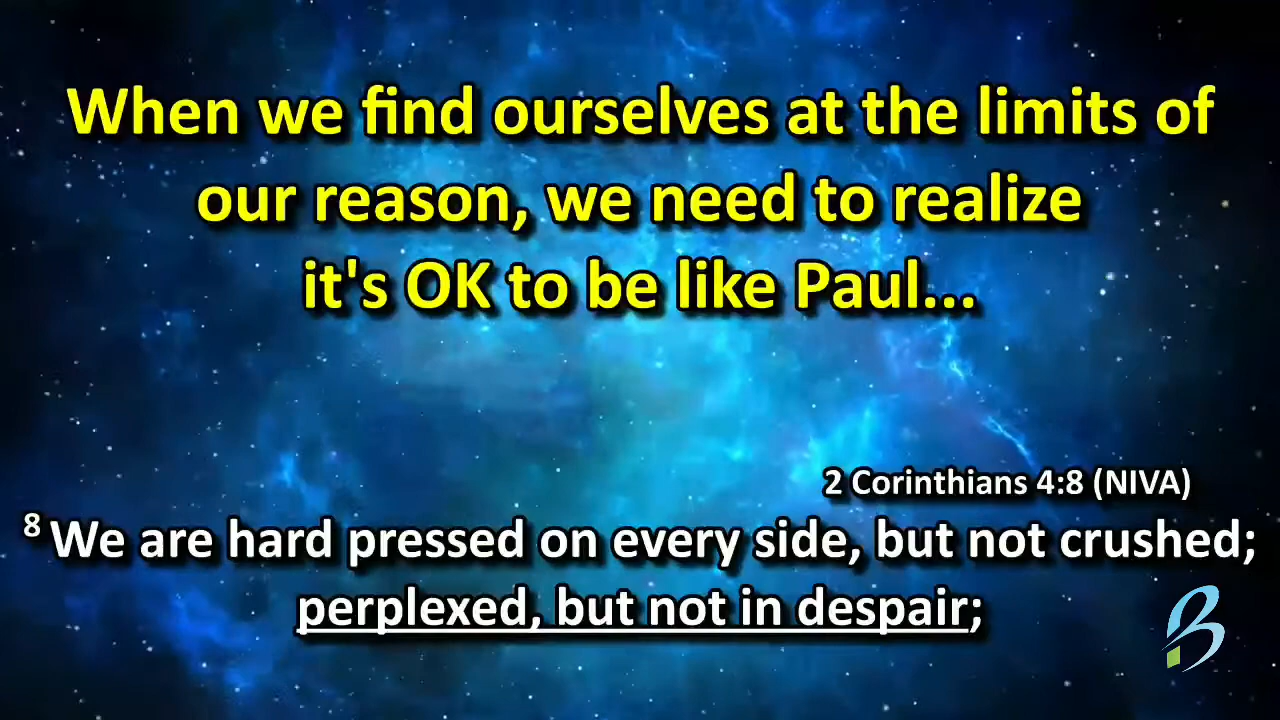 When we find ourselves at the limits of
our reason, we need to realize
it's OK to be like Paul...
2 Corinthians 4:8 (NIVA)
8 We are hard pressed on every side, but not crushed;
perplexed, but not in despair;